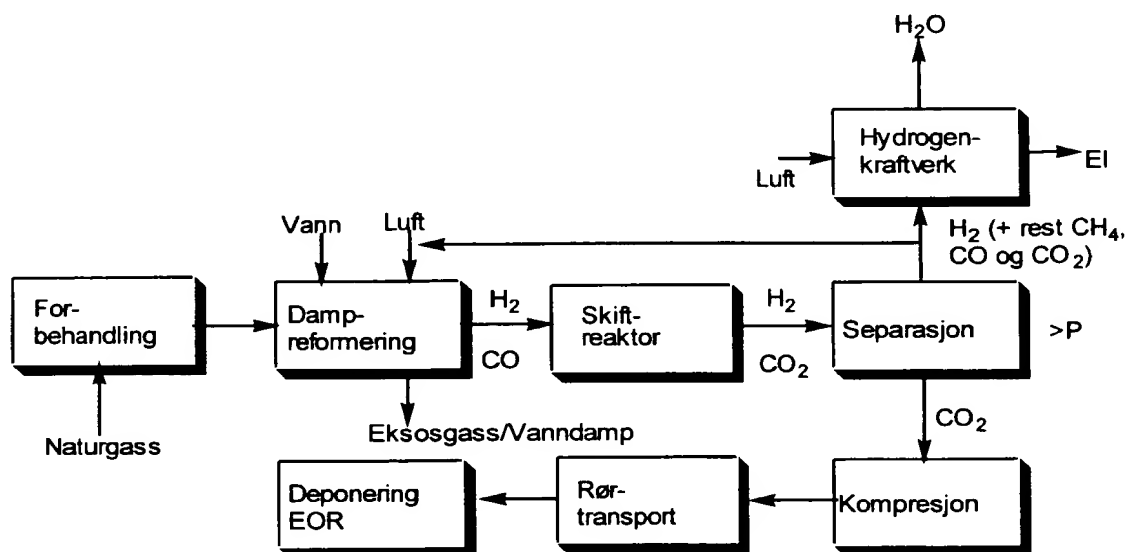 H₂O
Hydrogen-
kraftverk
Luft
El
H₂ (+ rest CH₄,
CO og CO₂)
Vann
Luft
For-
behandling
Damp-
reformering
H₂
CO
Skift-
reaktor
H₂
CO₂
Separasjon
>P
Naturgass
Eksosgass/Vanndamp
CO₂
Deponering
EOR
Rør-
transport
Kompresjon